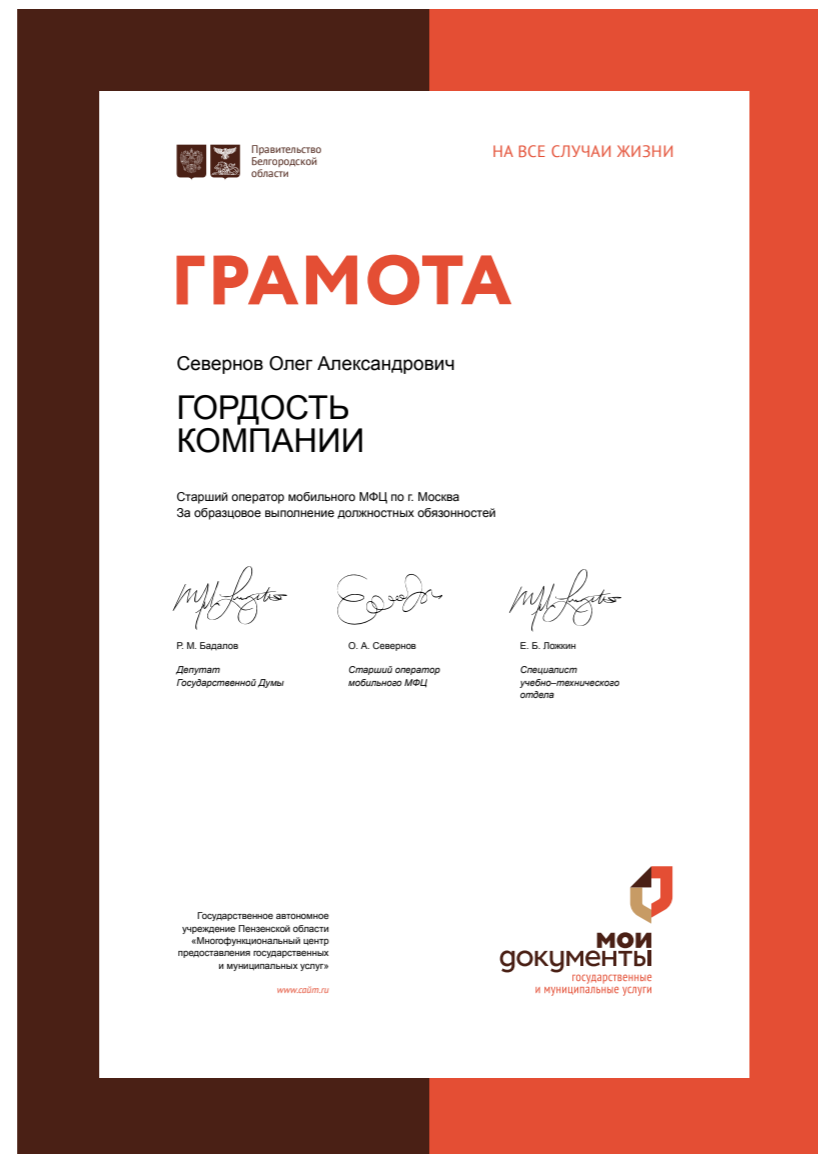 Правительство
Белгородской
области
НА ВСЕ СЛУЧАИ ЖИЗНИ
ГРАМОТА
Севернов Олег Александрович
ГОРДОСТЬ
КОМПАНИИ
Старший оператор мобильного МФЦ по г. Москва
За образцовое выполнение должностных обязонностей
Р. М. Бадалов
Депутат
Государственной Думы
О. А. Севернов
Старший оператор
мобильного МФЦ
Е. Б. Ложкин
Специалист
учебно–технического
отдела
Государственное автономное
учреждение Пензенской области
«Многофункциональный центр
предоставления государственных
и муниципальных услуг»
www.сайт.ru
мои
документы
государственные
и муниципальные услуги